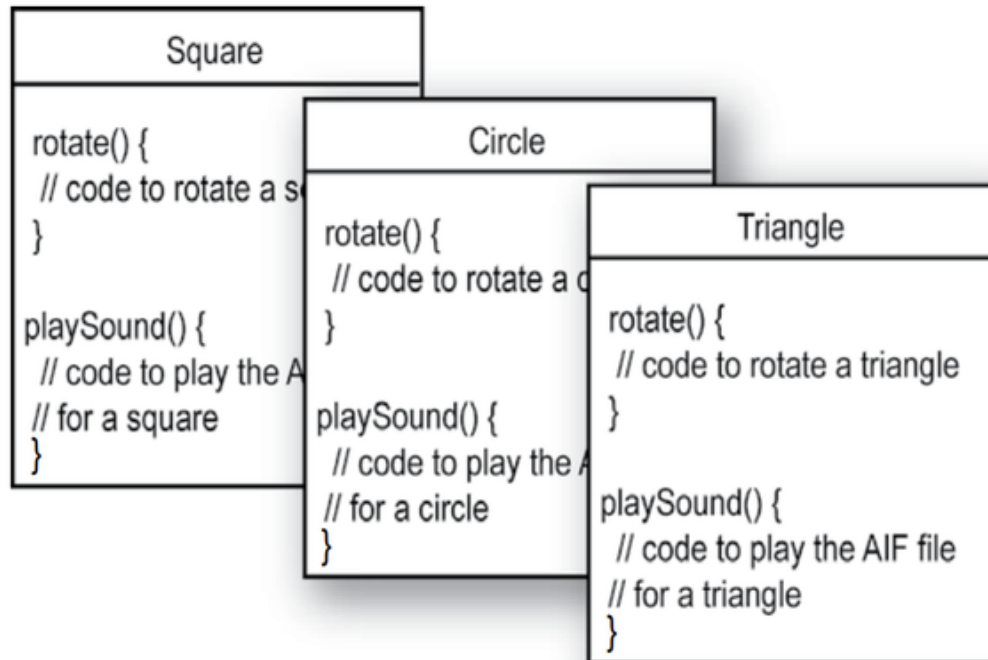 Square
rotate() {
// code to rotate a
}
playSound() {
// code to play the
// for a square
}
Circle
rotate() {
// code to rotate a
}
playSound() {
// code to play the
// for a circle
}
Triangle
rotate() {
// code to rotate a triangle
}
playSound() {
// code to play the AIF file
// for a triangle
}